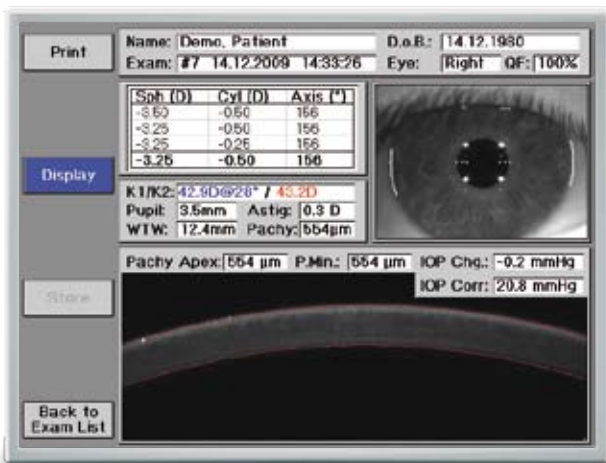 Print
Name: Demo, Patient D.o.B.: 14.12.1980
Exam: #7 14.12.2009 14:33:26 Eye: Right QF: 100%
Sph (D) Cyl (D) Axis (°)
-3.50 -0.50 156
-3.25 -0.50 156
-3.25 -0.25 156
-3.25 -0.50 156
Display
K1/K2: 42.9D@28° / 43.2D
Pupil: 3.5mm Astig: 0.3 D
WTW: 12.4mm Pachy: 554µm
Pachy Apex: 554 µm P.Min.: 554 µm IOP Chg.: -0.2 mmHg
IOP Corr: 20.8 mmHg
Store
Back to
Exam List